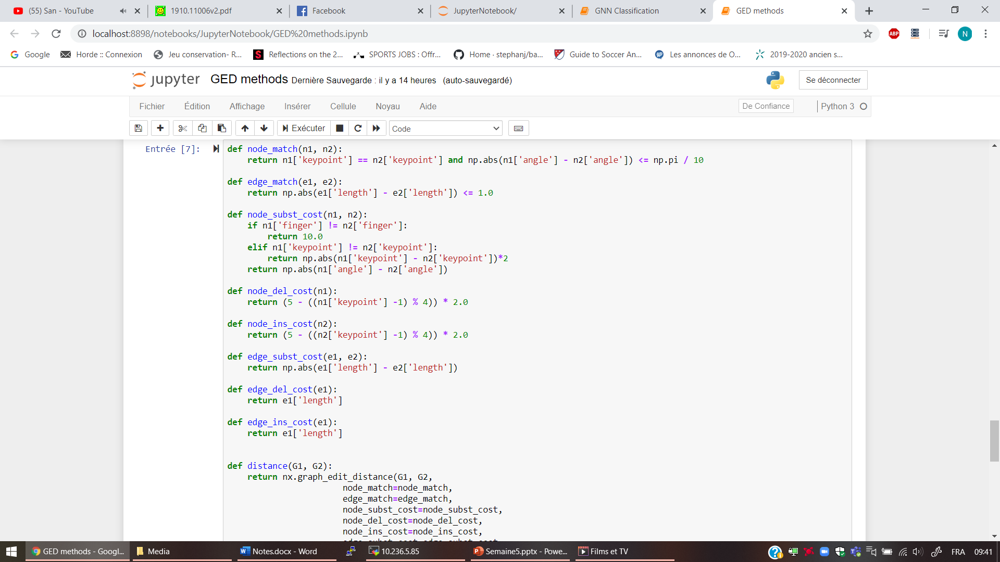 (55) San - YouTube
1910.11006v2.pdf
Facebook
JupyterNotebook/
GNN Classification
GED methods
localhost:8898/notebooks/JupyterNotebook/GED%20methods.ipynb
ABP
N
Google
Horde :: Connexion
Jeu conservation- R...
Reflections on the 2...
SPORTS JOBS : Offr...
Home · stephanj/ba...
Guide to Soccer An...
Les annonces de O...
2019-2020 ancien s...
jupyter
GED methods Dernière Sauvegarde : il y a 14 heures (auto-sauvegardé)
Se déconnecter
Fichier Édition Affichage Insérer Cellule Noyau Aide
De Confiance
Python 3
Exécuter
Code
Entrée [7]:
def node_match(n1, n2):
    return n1['keypoint'] == n2['keypoint'] and np.abs(n1['angle'] - n2['angle']) <= np.pi / 10
def edge_match(e1, e2):
    return np.abs(e1['length'] - e2['length']) <= 1.0
def node_subst_cost(n1, n2):
    if n1['finger'] != n2['finger']:
        return 10.0
    elif n1['keypoint'] != n2['keypoint']:
        return np.abs(n1['keypoint'] - n2['keypoint'])*2
    return np.abs(n1['angle'] - n2['angle'])
def node_del_cost(n1):
    return (5 - ((n1['keypoint'] -1) % 4)) * 2.0
def node_ins_cost(n2):
    return (5 - ((n2['keypoint'] -1) % 4)) * 2.0
def edge_subst_cost(e1, e2):
    return np.abs(e1['length'] - e2['length'])
def edge_del_cost(e1):
    return e1['length']
def edge_ins_cost(e1):
    return e1['length']
def distance(G1, G2):
    return nx.graph_edit_distance(G1, G2,
                       node_match=node_match,
                       edge_match=edge_match,
                       node_subst_cost=node_subst_cost,
                       node_del_cost=node_del_cost,
                       node_ins_cost=node_ins_cost,
GED methods - Googl...
Media
Notes.docx - Word
10.236.5.85
Semaine5.pptx - Powe...
Films et TV
FRA
09:41